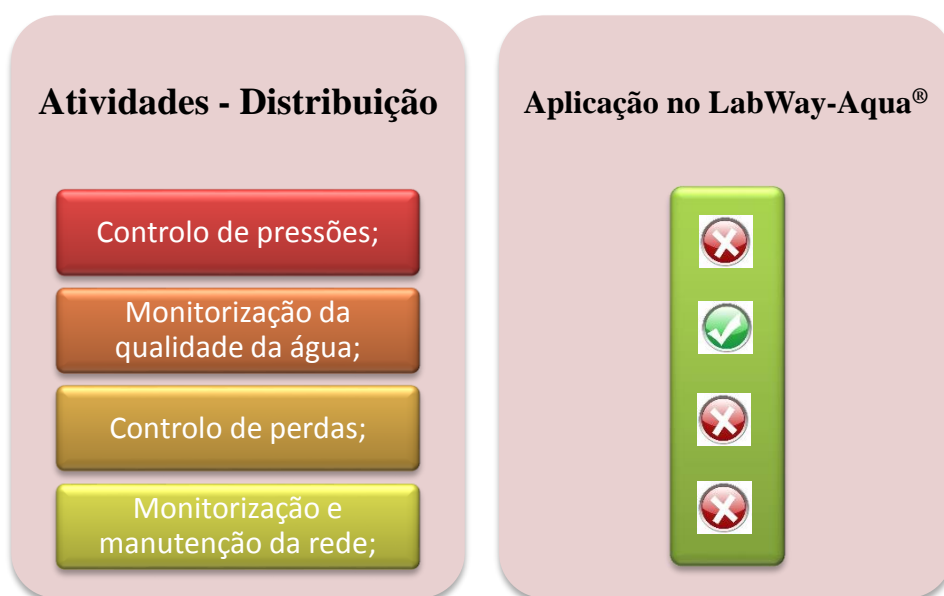 Atividades - Distribuição
Controlo de pressões;
Monitorização da
qualidade da água;
Controlo de perdas;
Monitorização e
manutenção da rede;
Aplicação no LabWay-Aqua®